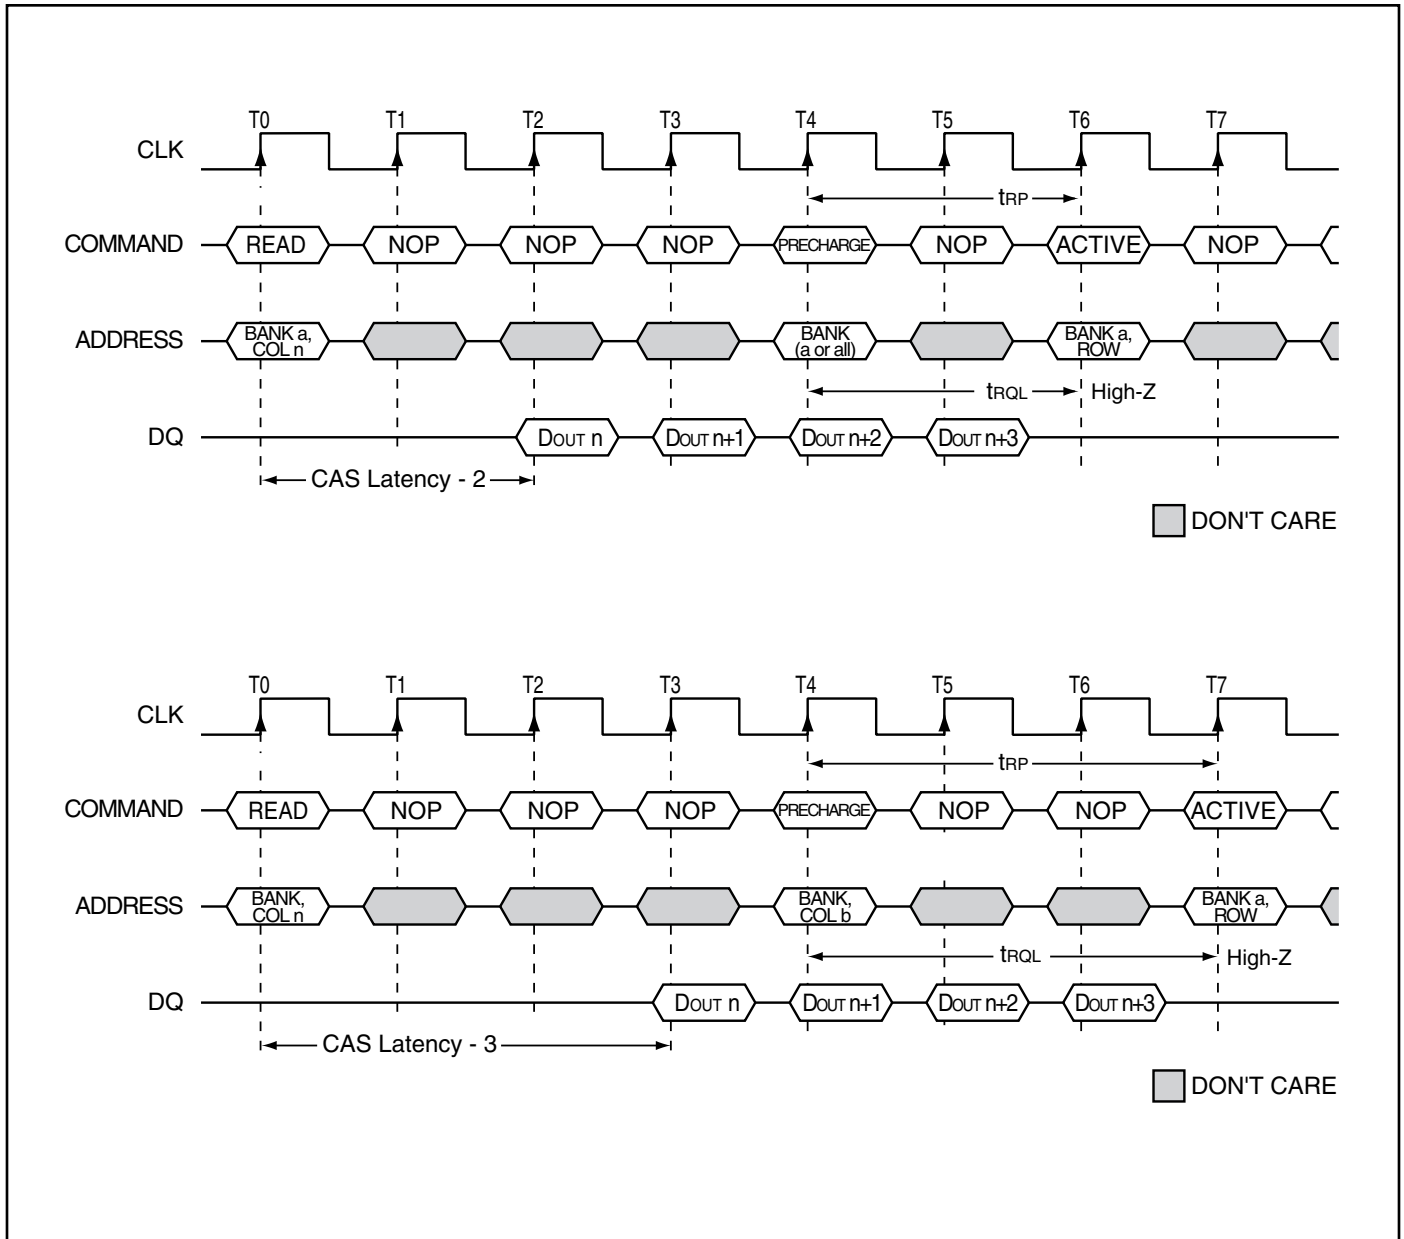 T0 T1 T2 T3 T4 T5 T6 T7
CLK
tRP
COMMAND READ NOP NOP NOP PRECHARGE NOP ACTIVE NOP
ADDRESS BANK a, COL n BANK (a or all) BANK a, ROW
tRQL High-Z
DQ DOUT n DOUT n+1 DOUT n+2 DOUT n+3
CAS Latency - 2
DON'T CARE
T0 T1 T2 T3 T4 T5 T6 T7
CLK
tRP
COMMAND READ NOP NOP NOP PRECHARGE NOP NOP ACTIVE
ADDRESS BANK, COL n BANK, COL b BANK a, ROW
tRQL High-Z
DQ DOUT n DOUT n+1 DOUT n+2 DOUT n+3
CAS Latency - 3
DON'T CARE